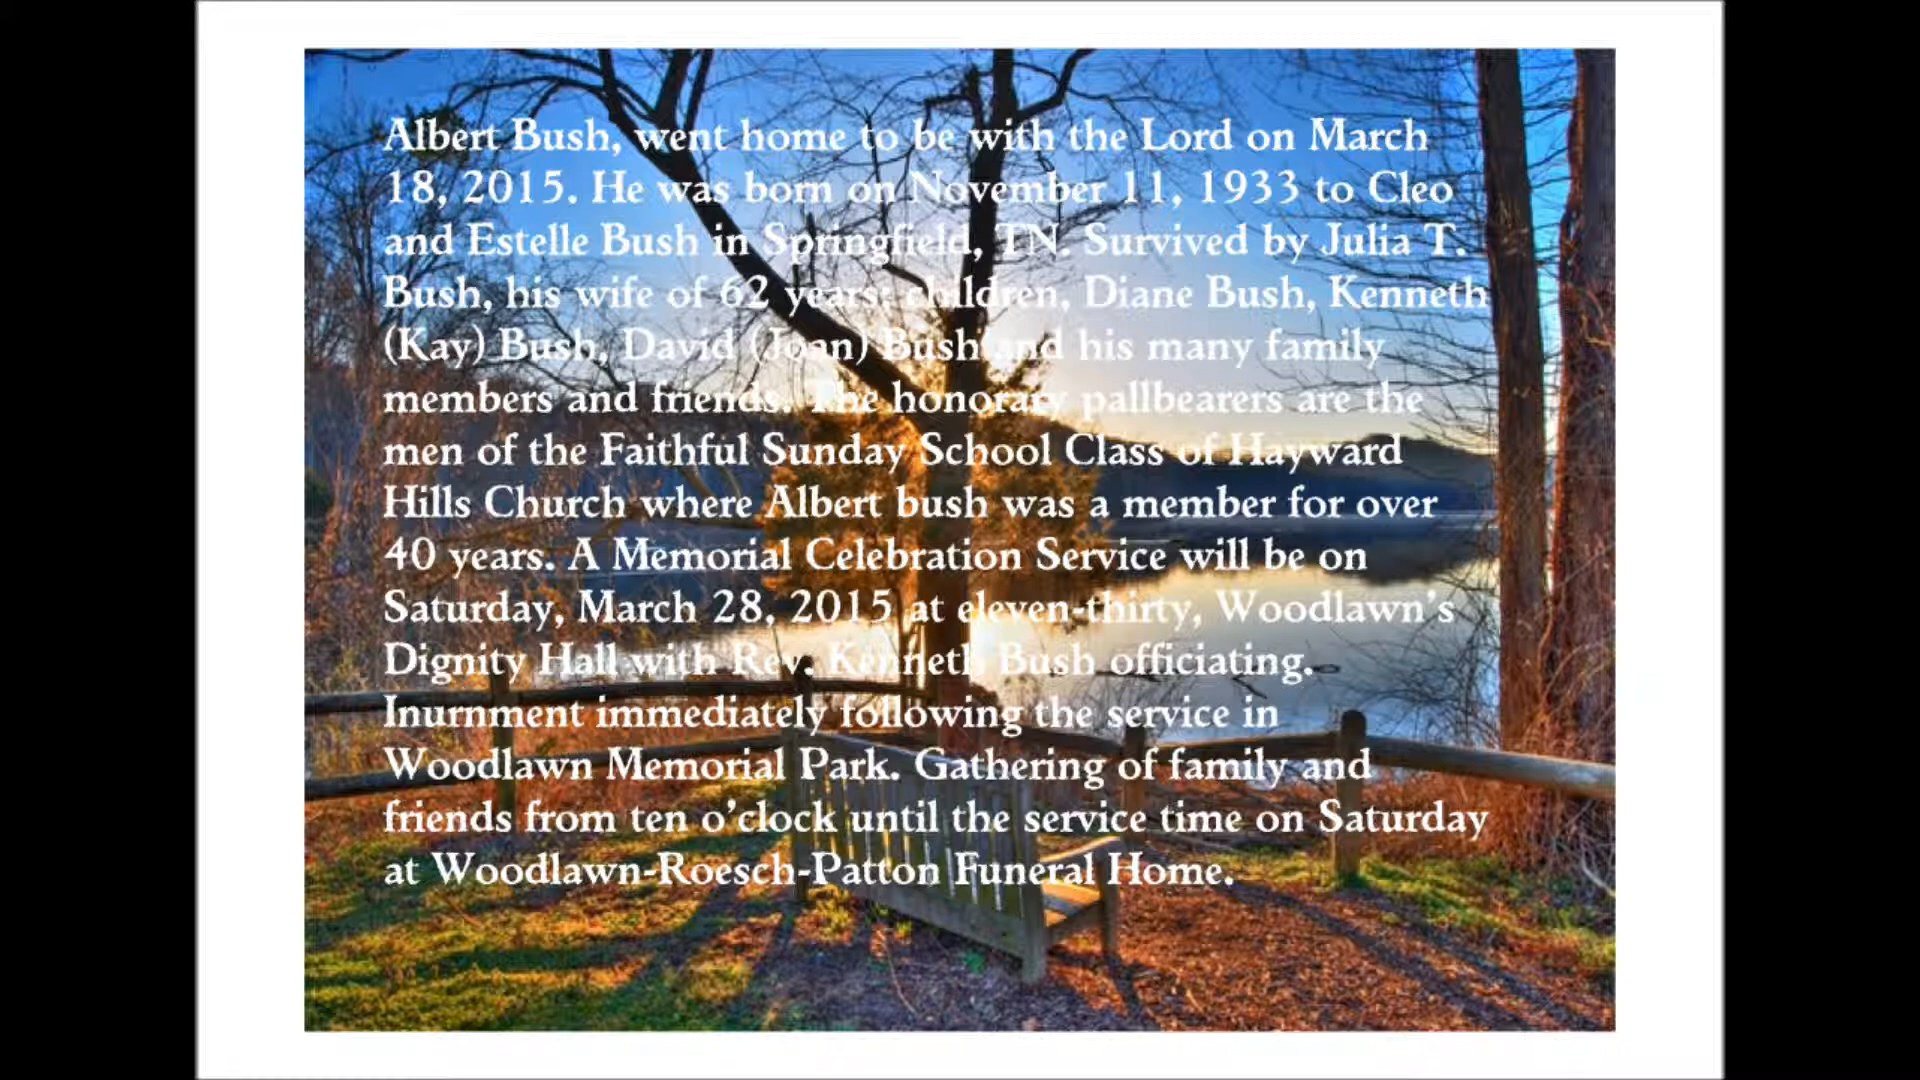 Albert Bush, went home to be with the Lord on March
18, 2015. He was born on November 11, 1933 to Cleo
and Estelle Bush in Springfield, TN. Survived by Julia T.
Bush, his wife of 62 years; children, Diane Bush, Kenneth
(Kay) Bush, David (Joan) Bush and his many family
members and friends. The honorary pallbearers are the
men of the Faithful Sunday School Class of Hayward
Hills Church where Albert bush was a member for over
40 years. A Memorial Celebration Service will be on
Saturday, March 28, 2015 at eleven-thirty, Woodlawn’s
Dignity Hall with Rev. Kenneth Bush officiating.
Inurnment immediately following the service in
Woodlawn Memorial Park. Gathering of family and
friends from ten o’clock until the service time on Saturday
at Woodlawn-Roesch-Patton Funeral Home.